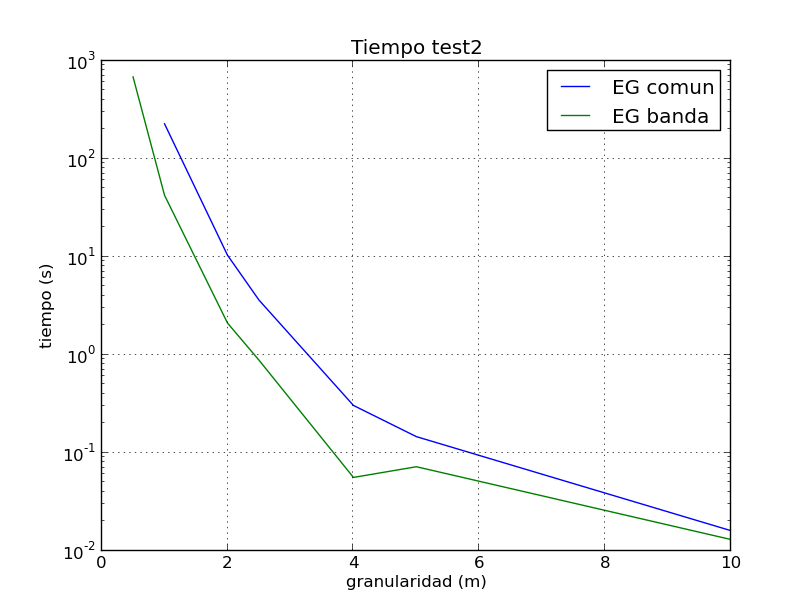 Tiempo test2
EG comun
EG banda
tiempo (s)
10^3
10^2
10^1
10^0
10^-1
10^-2
0 2 4 6 8 10
granularidad (m)